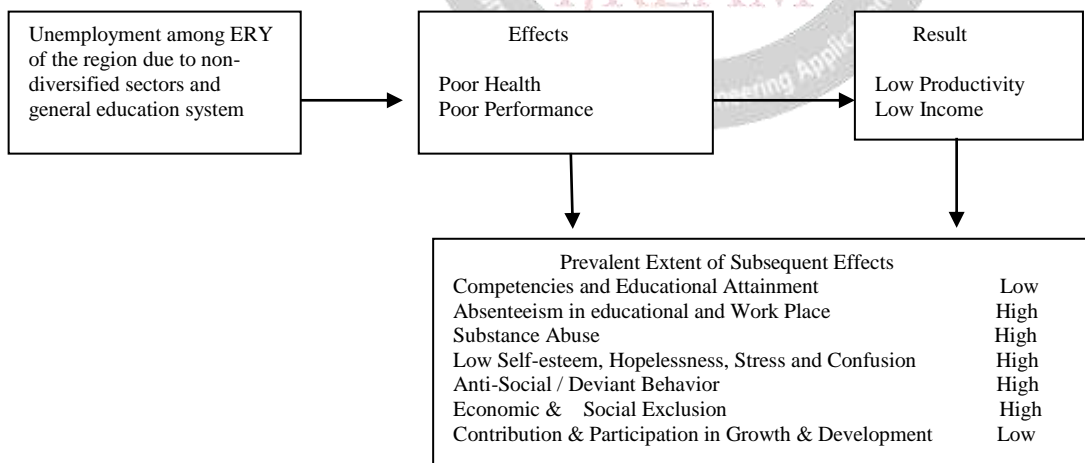 Unemployment among ERY
of the region due to non-
diversified sectors and
general education system
Effects
Poor Health
Poor Performance
Result
Low Productivity
Low Income
Prevalent Extent of Subsequent Effects
Competencies and Educational Attainment Low
Absenteeism in educational and Work Place High
Substance Abuse High
Low Self-esteem, Hopelessness, Stress and Confusion High
Anti-Social / Deviant Behavior High
Economic & Social Exclusion High
Contribution & Participation in Growth & Development Low